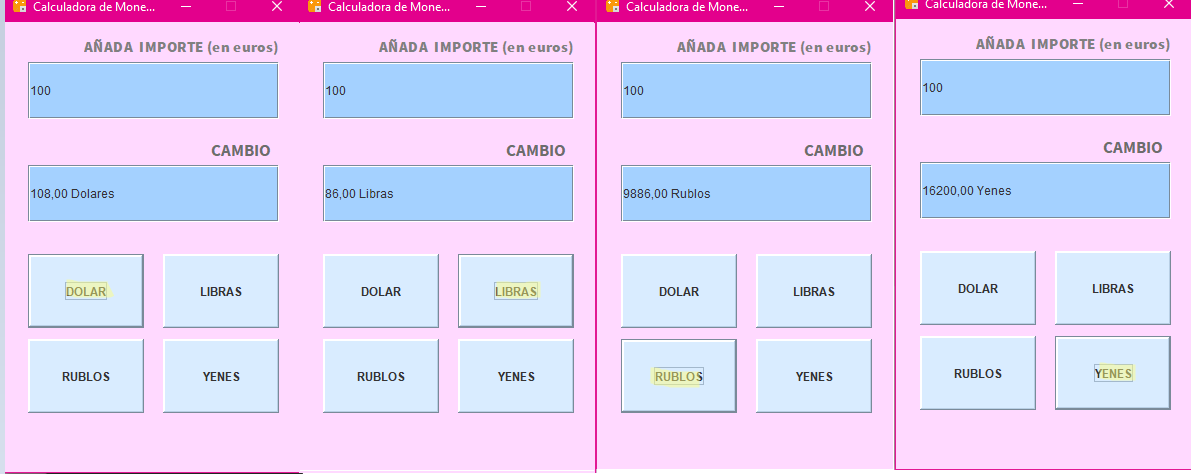 Calculadora de Mone...
AÑADA IMPORTE (en euros)
100
CAMBIO
108,00 Dolares
DOLAR
LIBRAS
RUBLOS
YENES
Calculadora de Mone...
AÑADA IMPORTE (en euros)
100
CAMBIO
86,00 Libras
DOLAR
LIBRAS
RUBLOS
YENES
Calculadora de Mone...
AÑADA IMPORTE (en euros)
100
CAMBIO
9886,00 Rublos
DOLAR
LIBRAS
RUBLOS
YENES
Calculadora de Mone...
AÑADA IMPORTE (en euros)
100
CAMBIO
16200,00 Yenes
DOLAR
LIBRAS
RUBLOS
YENES